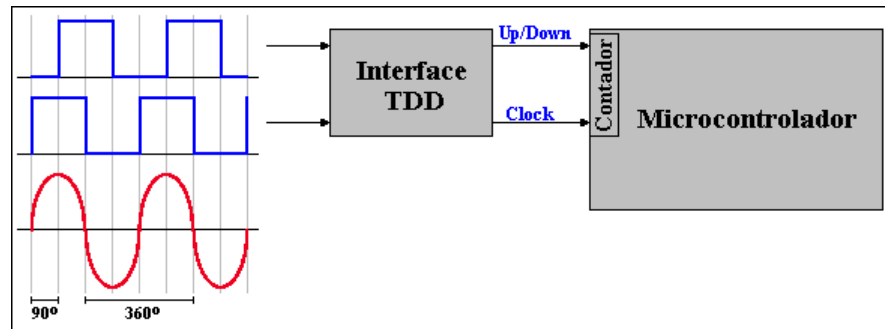 Up/Down
Interface
TDD
Clock
Contador
Microcontrolador
90º
360º